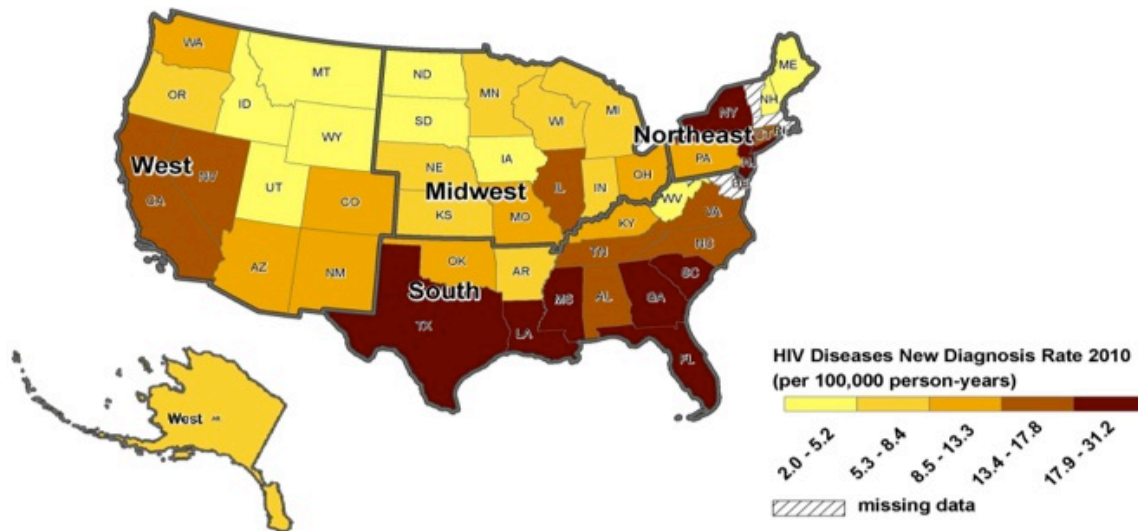 WA
MT
ND
ME
OR
ID
MN
WI
MI
NY
NH
SD
WY
Northeast
West
NV
CA
UT
CO
NE
IA
Midwest
IL
IN
OH
PA
CT
KS
MO
WV
VA
KY
AZ
NM
OK
AR
TN
NC
South
TX
LA
MS
AL
GA
SC
FL
West
HIV Diseases New Diagnosis Rate 2010
(per 100,000 person-years)
2.0 - 5.2
5.3 - 8.4
8.5 - 13.3
13.4 - 17.8
17.9 - 31.2
missing data